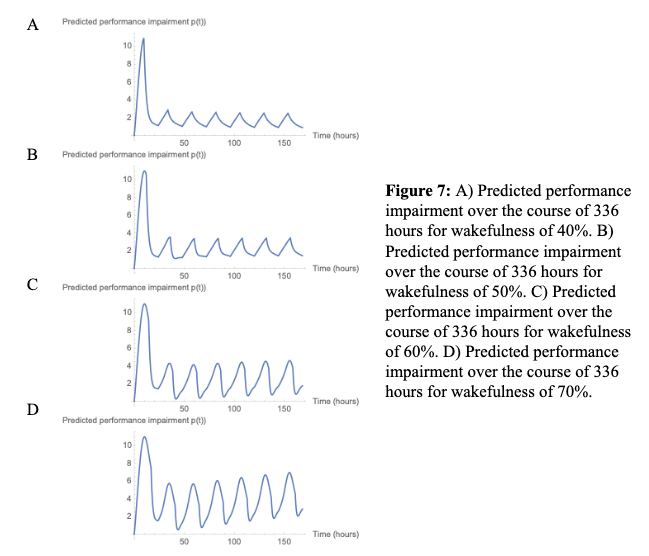 A
Predicted performance impairment p(t))
10
8
6
4
2
50
100
150
Time (hours)
B
Predicted performance impairment p(t))
10
8
6
4
2
50
100
150
Time (hours)
C
Predicted performance impairment p(t))
10
8
6
4
2
50
100
150
Time (hours)
D
Predicted performance impairment p(t))
10
8
6
4
2
50
100
150
Time (hours)
Figure 7: A) Predicted performance
impairment over the course of 336
hours for wakefulness of 40%. B)
Predicted performance impairment
over the course of 336 hours for
wakefulness of 50%. C) Predicted
performance impairment over the
course of 336 hours for wakefulness
of 60%. D) Predicted performance
impairment over the course of 336
hours for wakefulness of 70%.